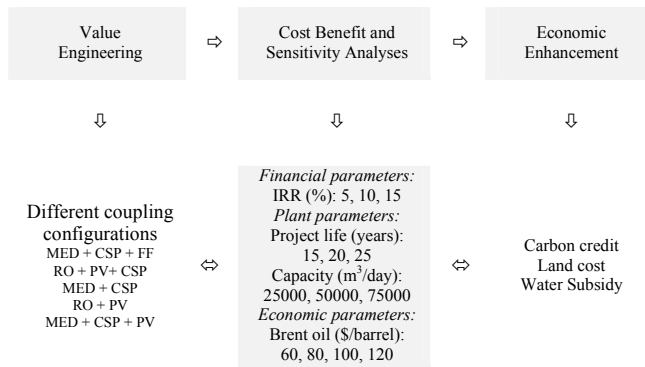 Value
Engineering
⇨
Cost Benefit and
Sensitivity Analyses
⇨
Economic
Enhancement
⇩
⇩
⇩
Different coupling
configurations
MED + CSP + FF
RO + PV+ CSP
MED + CSP
RO + PV
MED + CSP + PV
⇔
Financial parameters:
IRR (%): 5, 10, 15
Plant parameters:
Project life (years):
15, 20, 25
Capacity (m³/day):
25000, 50000, 75000
Economic parameters:
Brent oil ($/barrel):
60, 80, 100, 120
⇔
Carbon credit
Land cost
Water Subsidy